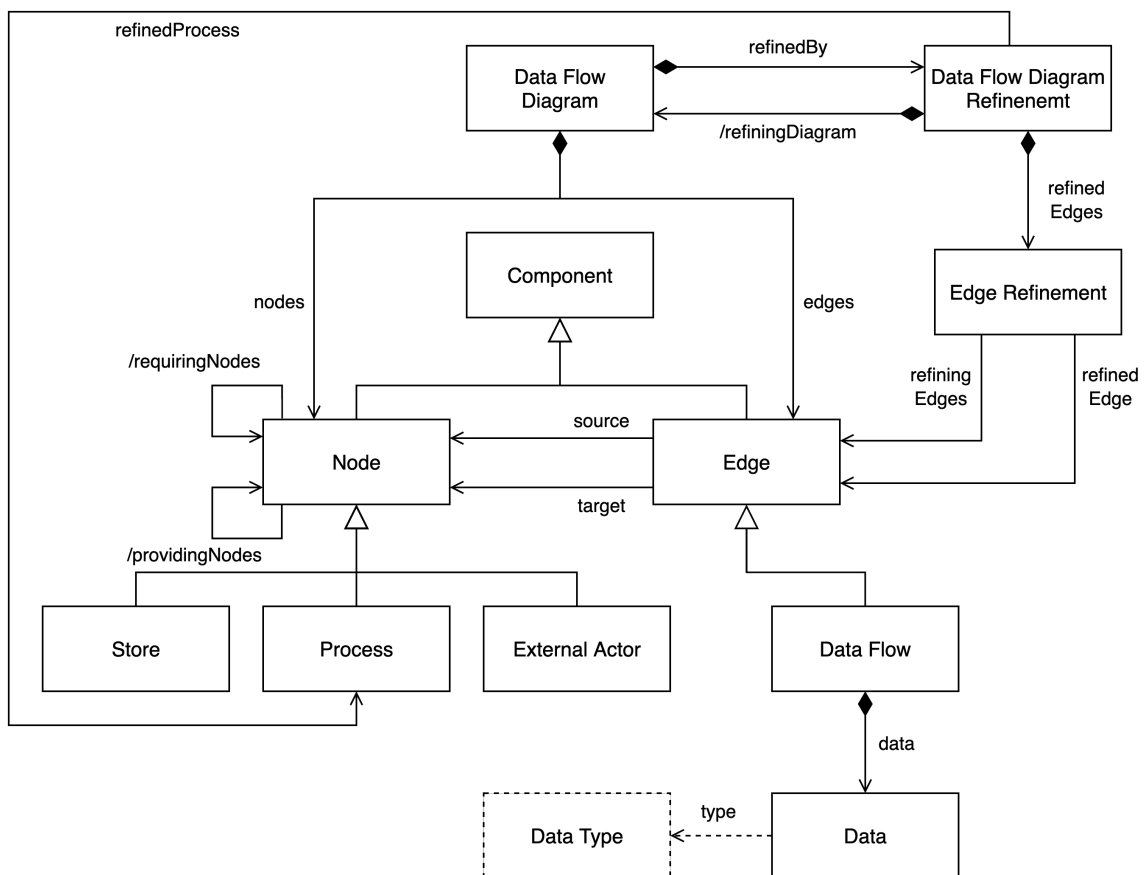 refinedProcess
refinedBy
Data Flow
Diagram
Data Flow Diagram
Refinenemt
/refiningDiagram
refined
Edges
Component
nodes
edges
Edge Refinement
/requiringNodes
refining
Edges
refined
Edge
source
Node
Edge
target
/providingNodes
Store
Process
External Actor
Data Flow
data
type
Data Type
Data